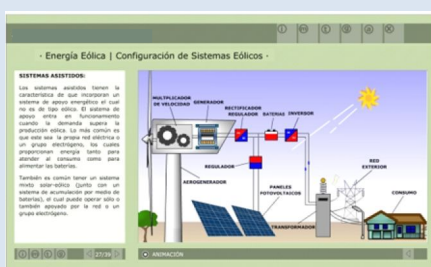 · Energía Eólica | Configuración de Sistemas Eólicos ·
SISTEMAS ASISTIDOS:
Los sistemas asistidos tienen la
característica de que incorporan un
sistema de apoyo energético el cual
no es de tipo eólico. El sistema de
apoyo entra en funcionamiento
cuando la demanda supera la
producción eólica. Lo más común es
que este sea la propia red eléctrica o
un grupo electrógeno, los cuales
proporcionan energía tanto para
atender al consumo como para
alimentar las baterías.
También es común tener un sistema
mixto solar-eólico (junto con un
sistema de acumulación por medio de
baterías), el cual puede operar sólo o
también apoyado por la red o un
grupo electrógeno.
27/39
MULTIPLICADOR
DE VELOCIDAD
GENERADOR
RECTIFICADOR
REGULADOR
BATERIAS
INVERSOR
REGULADOR
AEROGENERADOR
PANELES
FOTOVOLTAICOS
TRANSFORMADOR
RED
EXTERIOR
CONSUMO
ANIMACIÓN